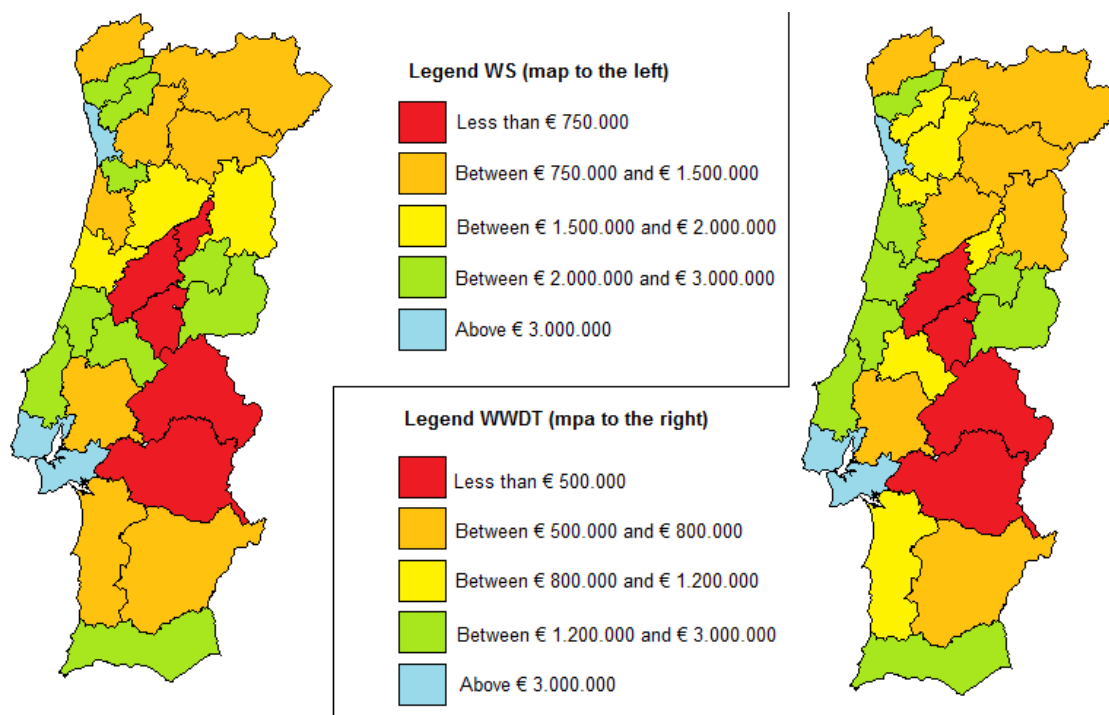 Legend WS (map to the left)
Less than € 750.000
Between € 750.000 and € 1.500.000
Between € 1.500.000 and € 2.000.000
Between € 2.000.000 and € 3.000.000
Above € 3.000.000
Legend WWDT (mpa to the right)
Less than € 500.000
Between € 500.000 and € 800.000
Between € 800.000 and € 1.200.000
Between € 1.200.000 and € 3.000.000
Above € 3.000.000